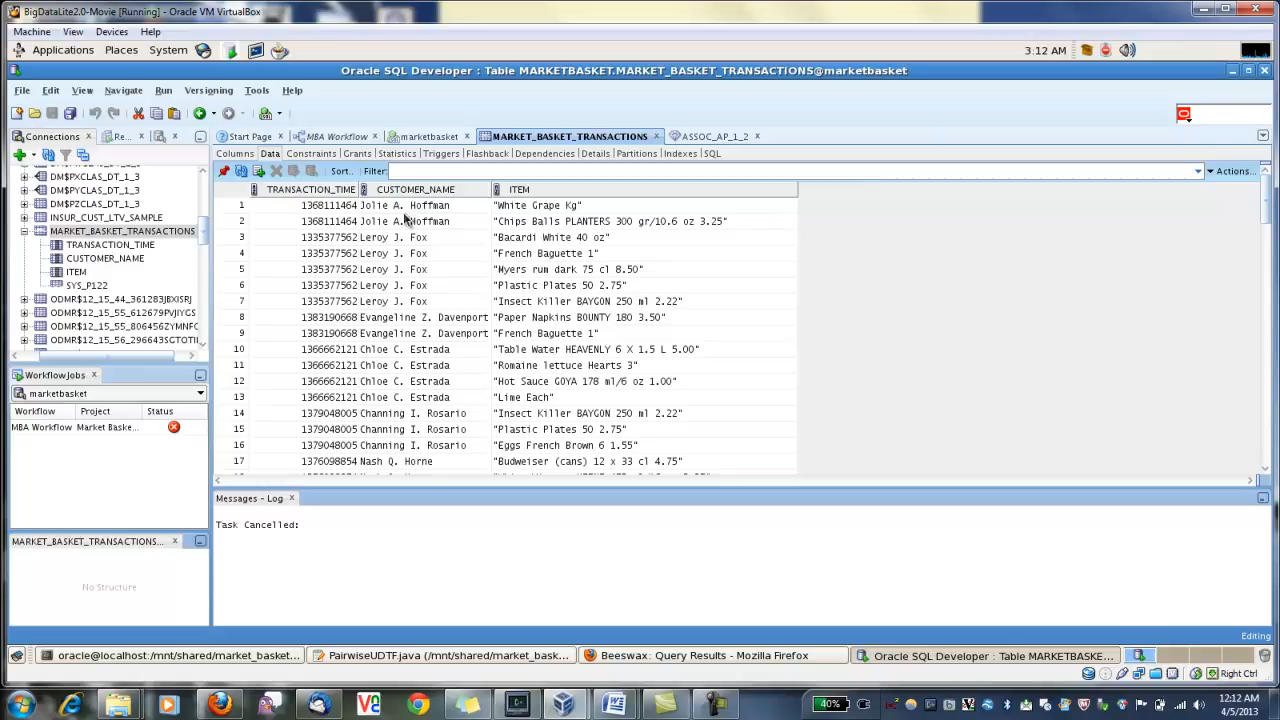 BigDataLite2.0-Movie [Running] - Oracle VM VirtualBox
Machine View Devices Help
Applications Places System 3:12 AM
Oracle SQL Developer : Table MARKETBASKET.MARKET_BASKET_TRANSACTIONS@marketbasket
File Edit View Navigate Run Versioning Tools Help
Connections Re... Start Page MBA Workflow marketbasket MARKET_BASKET_TRANSACTIONS ASSOC_AP_1_2
Columns Data Constraints Grants Statistics Triggers Flashback Dependencies Details Partitions Indexes SQL
Sort.. Filter: Actions...
DM$PXCLAS_DT_1_3
DM$PYCLAS_DT_1_3
DM$PZCLAS_DT_1_3
INSUR_CUST_LTV_SAMPLE
MARKET_BASKET_TRANSACTIONS
TRANSACTION_TIME
CUSTOMER_NAME
ITEM
SYS_P122
ODMR$12_15_44_361283JBXISRJ
ODMR$12_15_55_612679PVJIYGS
ODMR$12_15_55_806456ZYMNFC
ODMR$12_15_56_296643SCTOTI
TRANSACTION_TIME CUSTOMER_NAME ITEM
1 1368111464 Jolie A. Hoffman "White Grape Kg"
2 1368111464 Jolie A. Hoffman "Chips Balls PLANTERS 300 gr/10.6 oz 3.25"
3 1335377562 Leroy J. Fox "Bacardi White 40 oz"
4 1335377562 Leroy J. Fox "French Baguette 1"
5 1335377562 Leroy J. Fox "Myers rum dark 75 cl 8.50"
6 1335377562 Leroy J. Fox "Plastic Plates 50 2.75"
7 1335377562 Leroy J. Fox "Insect Killer BAYGON 250 ml 2.22"
8 1383190668 Evangeline Z. Davenport "Paper Napkins BOUNTY 180 3.50"
9 1383190668 Evangeline Z. Davenport "French Baguette 1"
10 1366662121 Chloe C. Estrada "Table Water HEAVENLY 6 X 1.5 L 5.00"
11 1366662121 Chloe C. Estrada "Romaine lettuce Hearts 3"
12 1366662121 Chloe C. Estrada "Hot Sauce GOYA 178 ml/6 oz 1.00"
13 1366662121 Chloe C. Estrada "Lime Each"
14 1379048005 Channing I. Rosario "Insect Killer BAYGON 250 ml 2.22"
15 1379048005 Channing I. Rosario "Plastic Plates 50 2.75"
16 1379048005 Channing I. Rosario "Eggs French Brown 6 1.55"
17 1376098854 Nash Q. Horne "Budweiser (cans) 12 x 33 cl 4.75"
Workflow Jobs
marketbasket
Workflow Project Status
MBA Workflow Market Baske...
Messages - Log
Task Cancelled:
MARKET_BASKET_TRANSACTIONS...
No Structure
Editing
oracle@localhost:/mnt/shared/market_basket... PairwiseUDTF.java (/mnt/shared/market_bask... Beeswax: Query Results - Mozilla Firefox Oracle SQL Developer : Table MARKETBASKE...
Right Ctrl
40%
12:12 AM
4/5/2013